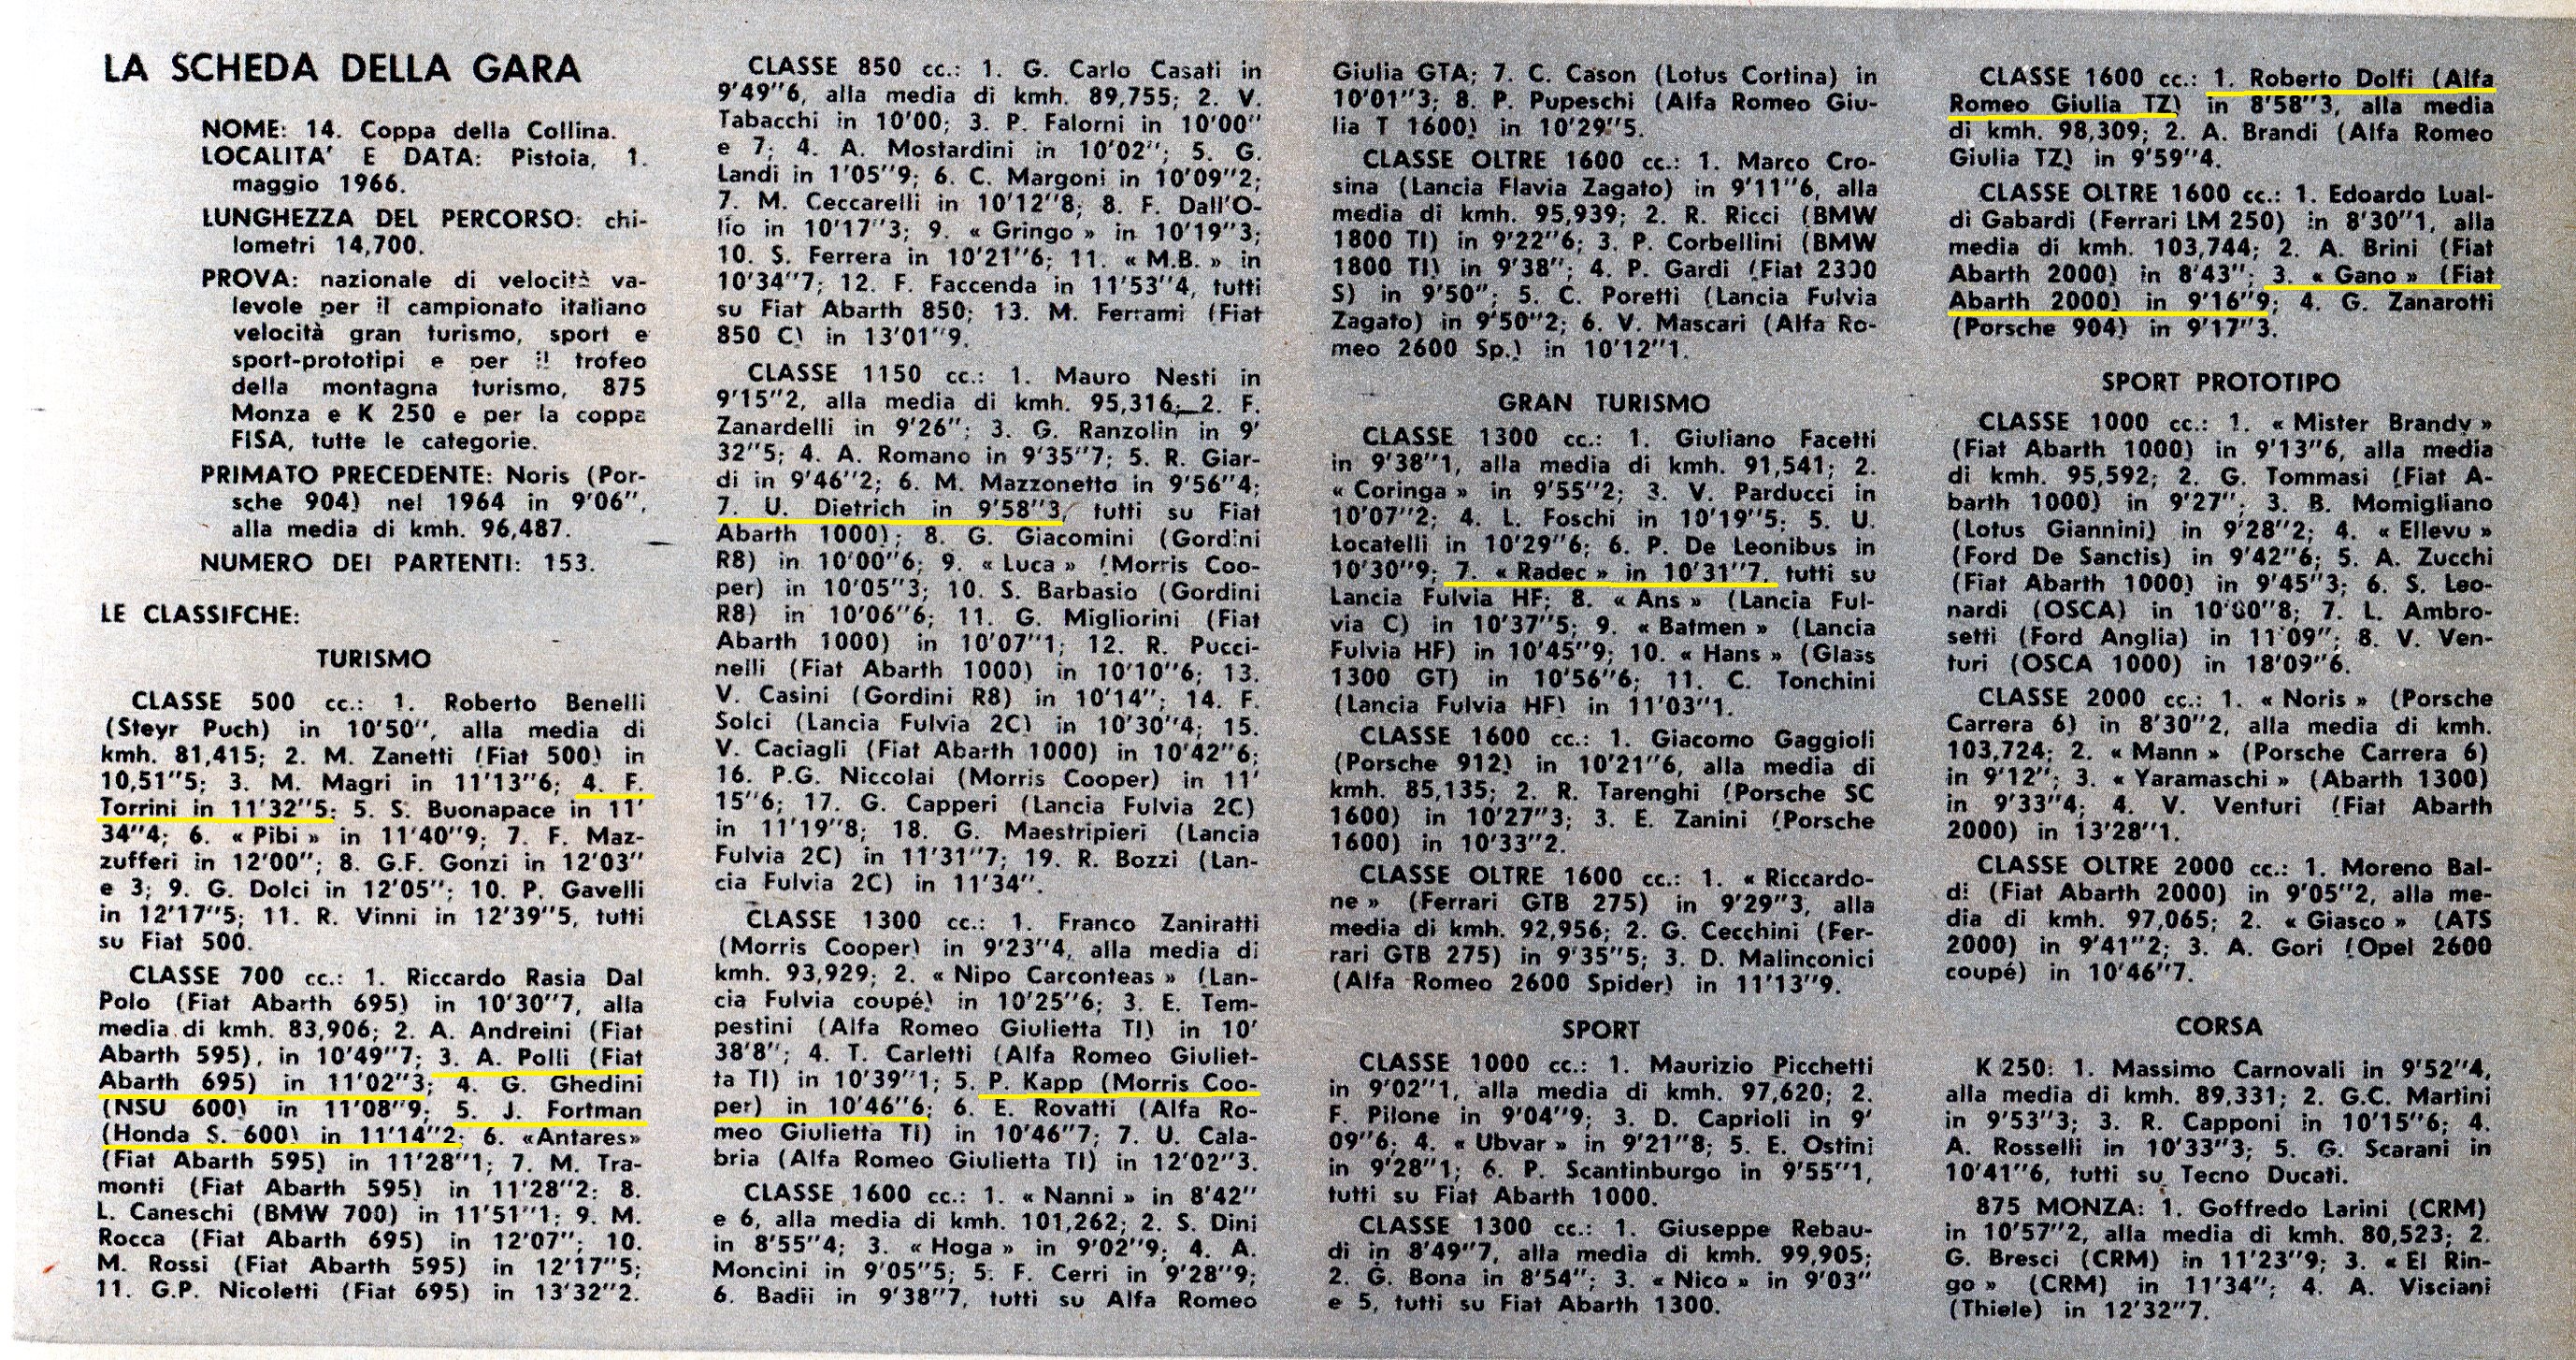 LA SCHEDA DELLA GARA
NOME: 14. Coppa della Collina.
LOCALITA' E DATA: Pistoia, 1.
maggio 1966.
LUNGHEZZA DEL PERCORSO: chi-
lometri 14,700.
PROVA: nazionale di velocità va-
levole per il campionato italiano
velocità gran turismo, sport e
sport-prototipi e per il trofeo
della montagna turismo, 875
Monza e K 250 e per la coppa
FISA, tutte le categorie.
PRIMATO PRECEDENTE: Noris (Por-
sche 904) nel 1964 in 9'06",
alla media di kmh. 96,487.
NUMERO DEI PARTENTI: 153.
LE CLASSIFCHE:
TURISMO
CLASSE 500 cc.: 1. Roberto Benelli
(Steyr Puch) in 10'50", alla media di
kmh. 81,415; 2. M. Zanetti (Fiat 500) in
10,51"5; 3. M. Magri in 11'13"6; 4. F.
Torrini in 11'32"5; 5. S. Buonapace in 11'
34"4; 6. « Pibi » in 11'40"9; 7. F. Maz-
zufferi in 12'00"; 8. G.F. Gonzi in 12'03"
e 3; 9. G. Dolci in 12'05"; 10. P. Gavelli
in 12'17"5; 11. R. Vinni in 12'39"5, tutti
su Fiat 500.
CLASSE 700 cc.: 1. Riccardo Rasia Dal
Polo (Fiat Abarth 695) in 10'30"7, alla
media di kmh. 83,906; 2. A. Andreini (Fiat
Abarth 595), in 10'49"7; 3. A. Polli (Fiat
Abarth 695) in 11'02"3; 4. G. Ghedini
(NSU 600) in 11'08"9; 5. J. Fortman
(Honda S. 600) in 11'14"2; 6. «Antares»
(Fiat Abarth 595) in 11'28"1; 7. M. Tra-
monti (Fiat Abarth 595) in 11'28"2: 8.
L. Caneschi (BMW 700) in 11'51"1; 9. M.
Rocca (Fiat Abarth 695) in 12'07"; 10.
M. Rossi (Fiat Abarth 595) in 12'17"5;
11. G.P. Nicoletti (Fiat 695) in 13'32"2.
CLASSE 850 cc.: 1. G. Carlo Casati in
9'49"6, alla media di kmh. 89,755; 2. V.
Tabacchi in 10'00; 3. P. Falorni in 10'00"
e 7; 4. A. Mostardini in 10'02"; 5. G.
Landi in 1'05"9; 6. C. Margoni in 10'09"2;
7. M. Ceccarelli in 10'12"8; 8. F. Dall'O-
lio in 10'17"3; 9. « Gringo » in 10'19"3;
10. S. Ferrera in 10'21"6; 11. « M.B. » in
10'34"7; 12. F. Faccenda in 11'53"4, tutti
su Fiat Abarth 850; 13. M. Ferrami (Fiat
850 C) in 13'01"9.
CLASSE 1150 cc.: 1. Mauro Nesti in
9'15"2, alla media di kmh. 95,316; 2. F.
Zanardelli in 9'26"; 3. G. Ranzolin in 9'
32"5; 4. A. Romano in 9'35"7; 5. R. Giar-
di in 9'46"2; 6. M. Mazzonetto in 9'56"4;
7. U. Dietrich in 9'58"3, tutti su Fiat
Abarth 1000); 8. G. Giacomini (Gordini
R8) in 10'00"6; 9. « Luca » (Morris Coo-
per) in 10'05"3; 10. S. Barbasio (Gordini
R8) in 10'06"6; 11. G. Migliorini (Fiat
Abarth 1000) in 10'07"1; 12. R. Pucci-
nelli (Fiat Abarth 1000) in 10'10"6; 13.
V. Casini (Gordini R8) in 10'14"; 14. F.
Solci (Lancia Fulvia 2C) in 10'30"4; 15.
V. Caciagli (Fiat Abarth 1000) in 10'42"6;
16. P.G. Niccolai (Morris Cooper) in 11'
15"6; 17. G. Capperi (Lancia Fulvia 2C)
in 11'19"8; 18. G. Maestripieri (Lancia
Fulvia 2C) in 11'31"7; 19. R. Bozzi (Lan-
cia Fulvia 2C) in 11'34".
CLASSE 1300 cc.: 1. Franco Zaniratti
(Morris Cooper) in 9'23"4, alla media di
kmh. 93,929; 2. « Nipo Carconteas » (Lan-
cia Fulvia coupé) in 10'25"6; 3. E. Tem-
pestini (Alfa Romeo Giulietta TI) in 10'
38'8"; 4. T. Carletti (Alfa Romeo Giuliet-
ta TI) in 10'39"1; 5. P. Kapp (Morris Coo-
per) in 10'46"6; 6. E. Rovatti (Alfa Ro-
meo Giulietta TI) in 10'46"7; 7. U. Cala-
bria (Alfa Romeo Giulietta TI) in 12'02"3.
CLASSE 1600 cc.: 1. « Nanni » in 8'42"
e 6, alla media di kmh. 101,262; 2. S. Dini
in 8'55"4; 3. « Hoga » in 9'02"9; 4. A.
Moncini in 9'05"5; 5. F. Cerri in 9'28"9;
6. Badii in 9'38"7, tutti su Alfa Romeo
Giulia GTA; 7. C. Cason (Lotus Cortina) in
10'01"3; 8. P. Pupeschi (Alfa Romeo Giu-
lia T 1600) in 10'29"5.
CLASSE OLTRE 1600 cc.: 1. Marco Cro-
sina (Lancia Flavia Zagato) in 9'11"6, alla
media di kmh. 95,939; 2. R. Ricci (BMW
1800 TI) in 9'22"6; 3. P. Corbellini (BMW
1800 TI) in 9'38"; 4. P. Gardi (Fiat 2300
S) in 9'50"; 5. C. Poretti (Lancia Fulvia
Zagato) in 9'50"2; 6. V. Mascari (Alfa Ro-
meo 2600 Sp.) in 10'12"1.
GRAN TURISMO
CLASSE 1300 cc.: 1. Giuliano Facetti
in 9'38"1, alla media di kmh. 91,541; 2.
« Coringa » in 9'55"2; 3. V. Parducci in
10'07"2; 4. L. Foschi in 10'19"5; 5. U.
Locatelli in 10'29"6; 6. P. De Leonibus in
10'30"9; 7. « Radec » in 10'31"7. tutti su
Lancia Fulvia HF; 8. « Ans » (Lancia Ful-
via C) in 10'37"5; 9. « Batmen » (Lancia
Fulvia HF) in 10'45"9; 10. « Hans » (Glass
1300 GT) in 10'56"6; 11. C. Tonchini
(Lancia Fulvia HF) in 11'03"1.
CLASSE 1600 cc.: 1. Giacomo Gaggioli
(Porsche 912) in 10'21"6, alla media di
kmh. 85,135; 2. R. Tarenghi (Porsche SC
1600) in 10'27"3; 3. E. Zanini (Porsche
1600) in 10'33"2.
CLASSE OLTRE 1600 cc.: 1. « Riccardo-
ne » (Ferrari GTB 275) in 9'29"3, alla
media di kmh. 92,956; 2. G. Cecchini (Fer-
rari GTB 275) in 9'35"5; 3. D. Malinconici
(Alfa Romeo 2600 Spider) in 11'13"9.
SPORT
CLASSE 1000 cc.: 1. Maurizio Picchetti
in 9'02"1, alla media di kmh. 97,620; 2.
F. Pilone in 9'04"9; 3. D. Caprioli in 9'
09"6; 4. « Ubvar » in 9'21"8; 5. E. Ostini
in 9'28"1; 6. P. Scantinburgo in 9'55"1,
tutti su Fiat Abarth 1000.
CLASSE 1300 cc.: 1. Giuseppe Rebau-
di in 8'49"7, alla media di kmh. 99,905;
2. G. Bona in 8'54"; 3. « Nico » in 9'03"
e 5, tutti su Fiat Abarth 1300.
CLASSE 1600 cc.: 1. Roberto Dolfi (Alfa
Romeo Giulia TZ) in 8'58"3, alla media
di kmh. 98,309; 2. A. Brandi (Alfa Romeo
Giulia TZ) in 9'59"4.
CLASSE OLTRE 1600 cc.: 1. Edoardo Lual-
di Gabardi (Ferrari LM 250) in 8'30"1, alla
media di kmh. 103,744; 2. A. Brini (Fiat
Abarth 2000) in 8'43"; 3. « Gano » (Fiat
Abarth 2000) in 9'16"9; 4. G. Zanarotti
(Porsche 904) in 9'17"3.
SPORT PROTOTIPO
CLASSE 1000 cc.: 1. « Mister Brandy »
(Fiat Abarth 1000) in 9'13"6, alla media
di kmh. 95,592; 2. G. Tommasi (Fiat A-
barth 1000) in 9'27"; 3. B. Momigliano
(Lotus Giannini) in 9'28"2; 4. « Ellevu »
(Ford De Sanctis) in 9'42"6; 5. A. Zucchi
(Fiat Abarth 1000) in 9'45"3; 6. S. Leo-
nardi (OSCA) in 10'00"8; 7. L. Ambro-
setti (Ford Anglia) in 11'09"; 8. V. Ven-
turi (OSCA 1000) in 18'09"6.
CLASSE 2000 cc.: 1. « Noris » (Porsche
Carrera 6) in 8'30"2, alla media di kmh.
103,724; 2. « Mann » (Porsche Carrera 6)
in 9'12"; 3. « Yaramaschi » (Abarth 1300)
in 9'33"4; 4. V. Venturi (Fiat Abarth
2000) in 13'28"1.
CLASSE OLTRE 2000 cc.: 1. Moreno Bal-
di (Fiat Abarth 2000) in 9'05"2, alla me-
dia di kmh. 97,065; 2. « Giasco » (ATS
2000) in 9'41"2; 3. A. Gori (Opel 2600
coupé) in 10'46"7.
CORSA
K 250: 1. Massimo Carnovali in 9'52"4,
alla media di kmh. 89,331; 2. G.C. Martini
in 9'53"3; 3. R. Capponi in 10'15"6; 4.
A. Rosselli in 10'33"3; 5. G. Scarani in
10'41"6, tutti su Tecno Ducati.
875 MONZA: 1. Goffredo Larini (CRM)
in 10'57"2, alla media di kmh. 80,523; 2.
G. Bresci (CRM) in 11'23"9; 3. « El Rin-
go » (CRM) in 11'34"; 4. A. Visciani
(Thiele) in 12'32"7.